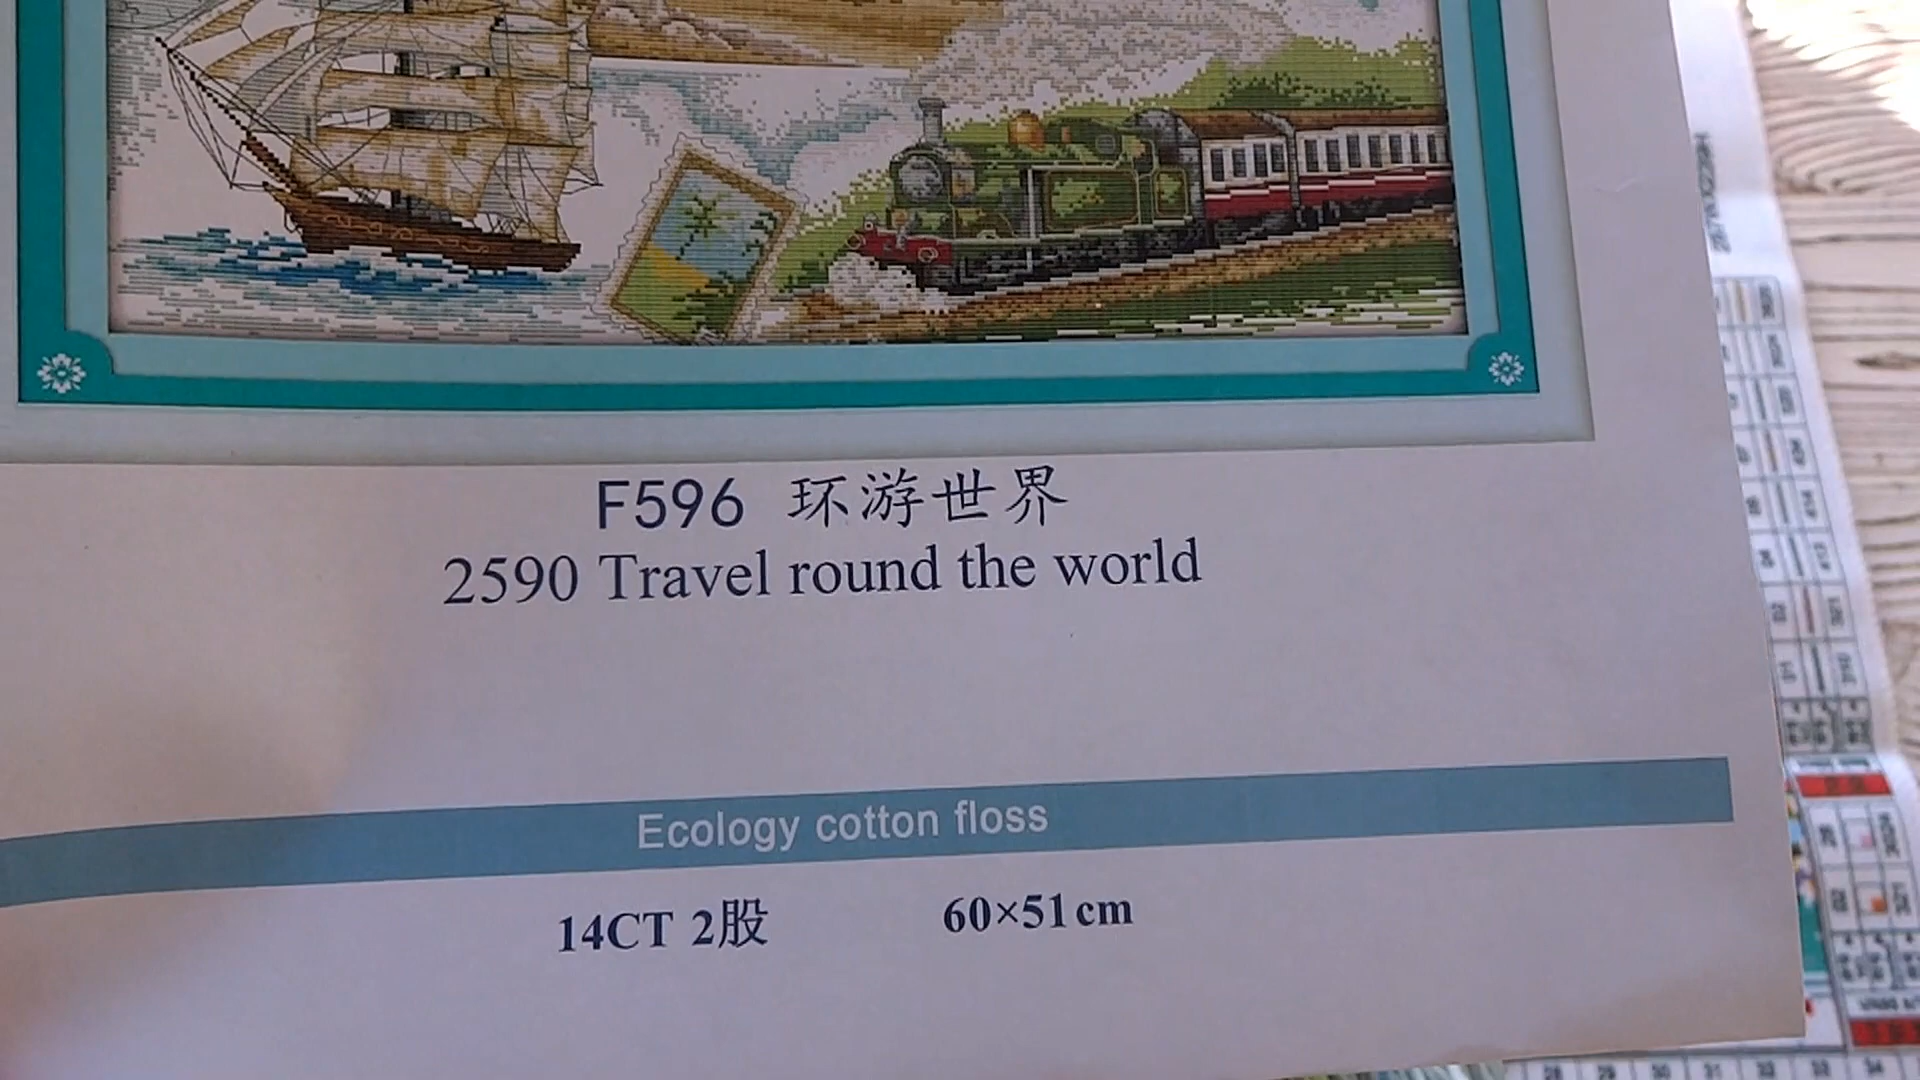 F596 环游世界
2590 Travel round the world
Ecology cotton floss
14CT 2股 60×51cm